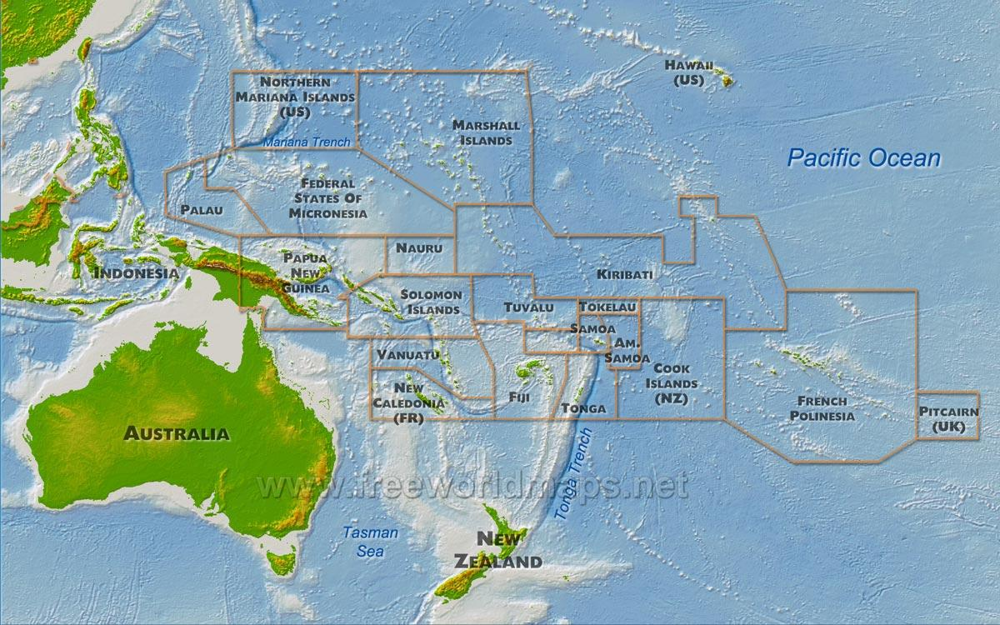 HAWAII
(US)
NORTHERN
MARIANA ISLANDS
(US)
Mariana Trench
MARSHALL
ISLANDS
Pacific Ocean
FEDERAL
STATES OF
MICRONESIA
PALAU
NAURU
PAPUA
NEW
GUINEA
INDONESIA
KIRIBATI
SOLOMON
ISLANDS
TUVALU
TOKELAU
SAMOA
AM.
SAMOA
VANUATU
COOK
ISLANDS
(NZ)
NEW
CALEDONIA
(FR)
FIJI
TONGA
FRENCH
POLINESIA
PITCAIRN
(UK)
AUSTRALIA
Tonga Trench
www.freeworldmaps.net
Tasman
Sea
NEW
ZEALAND